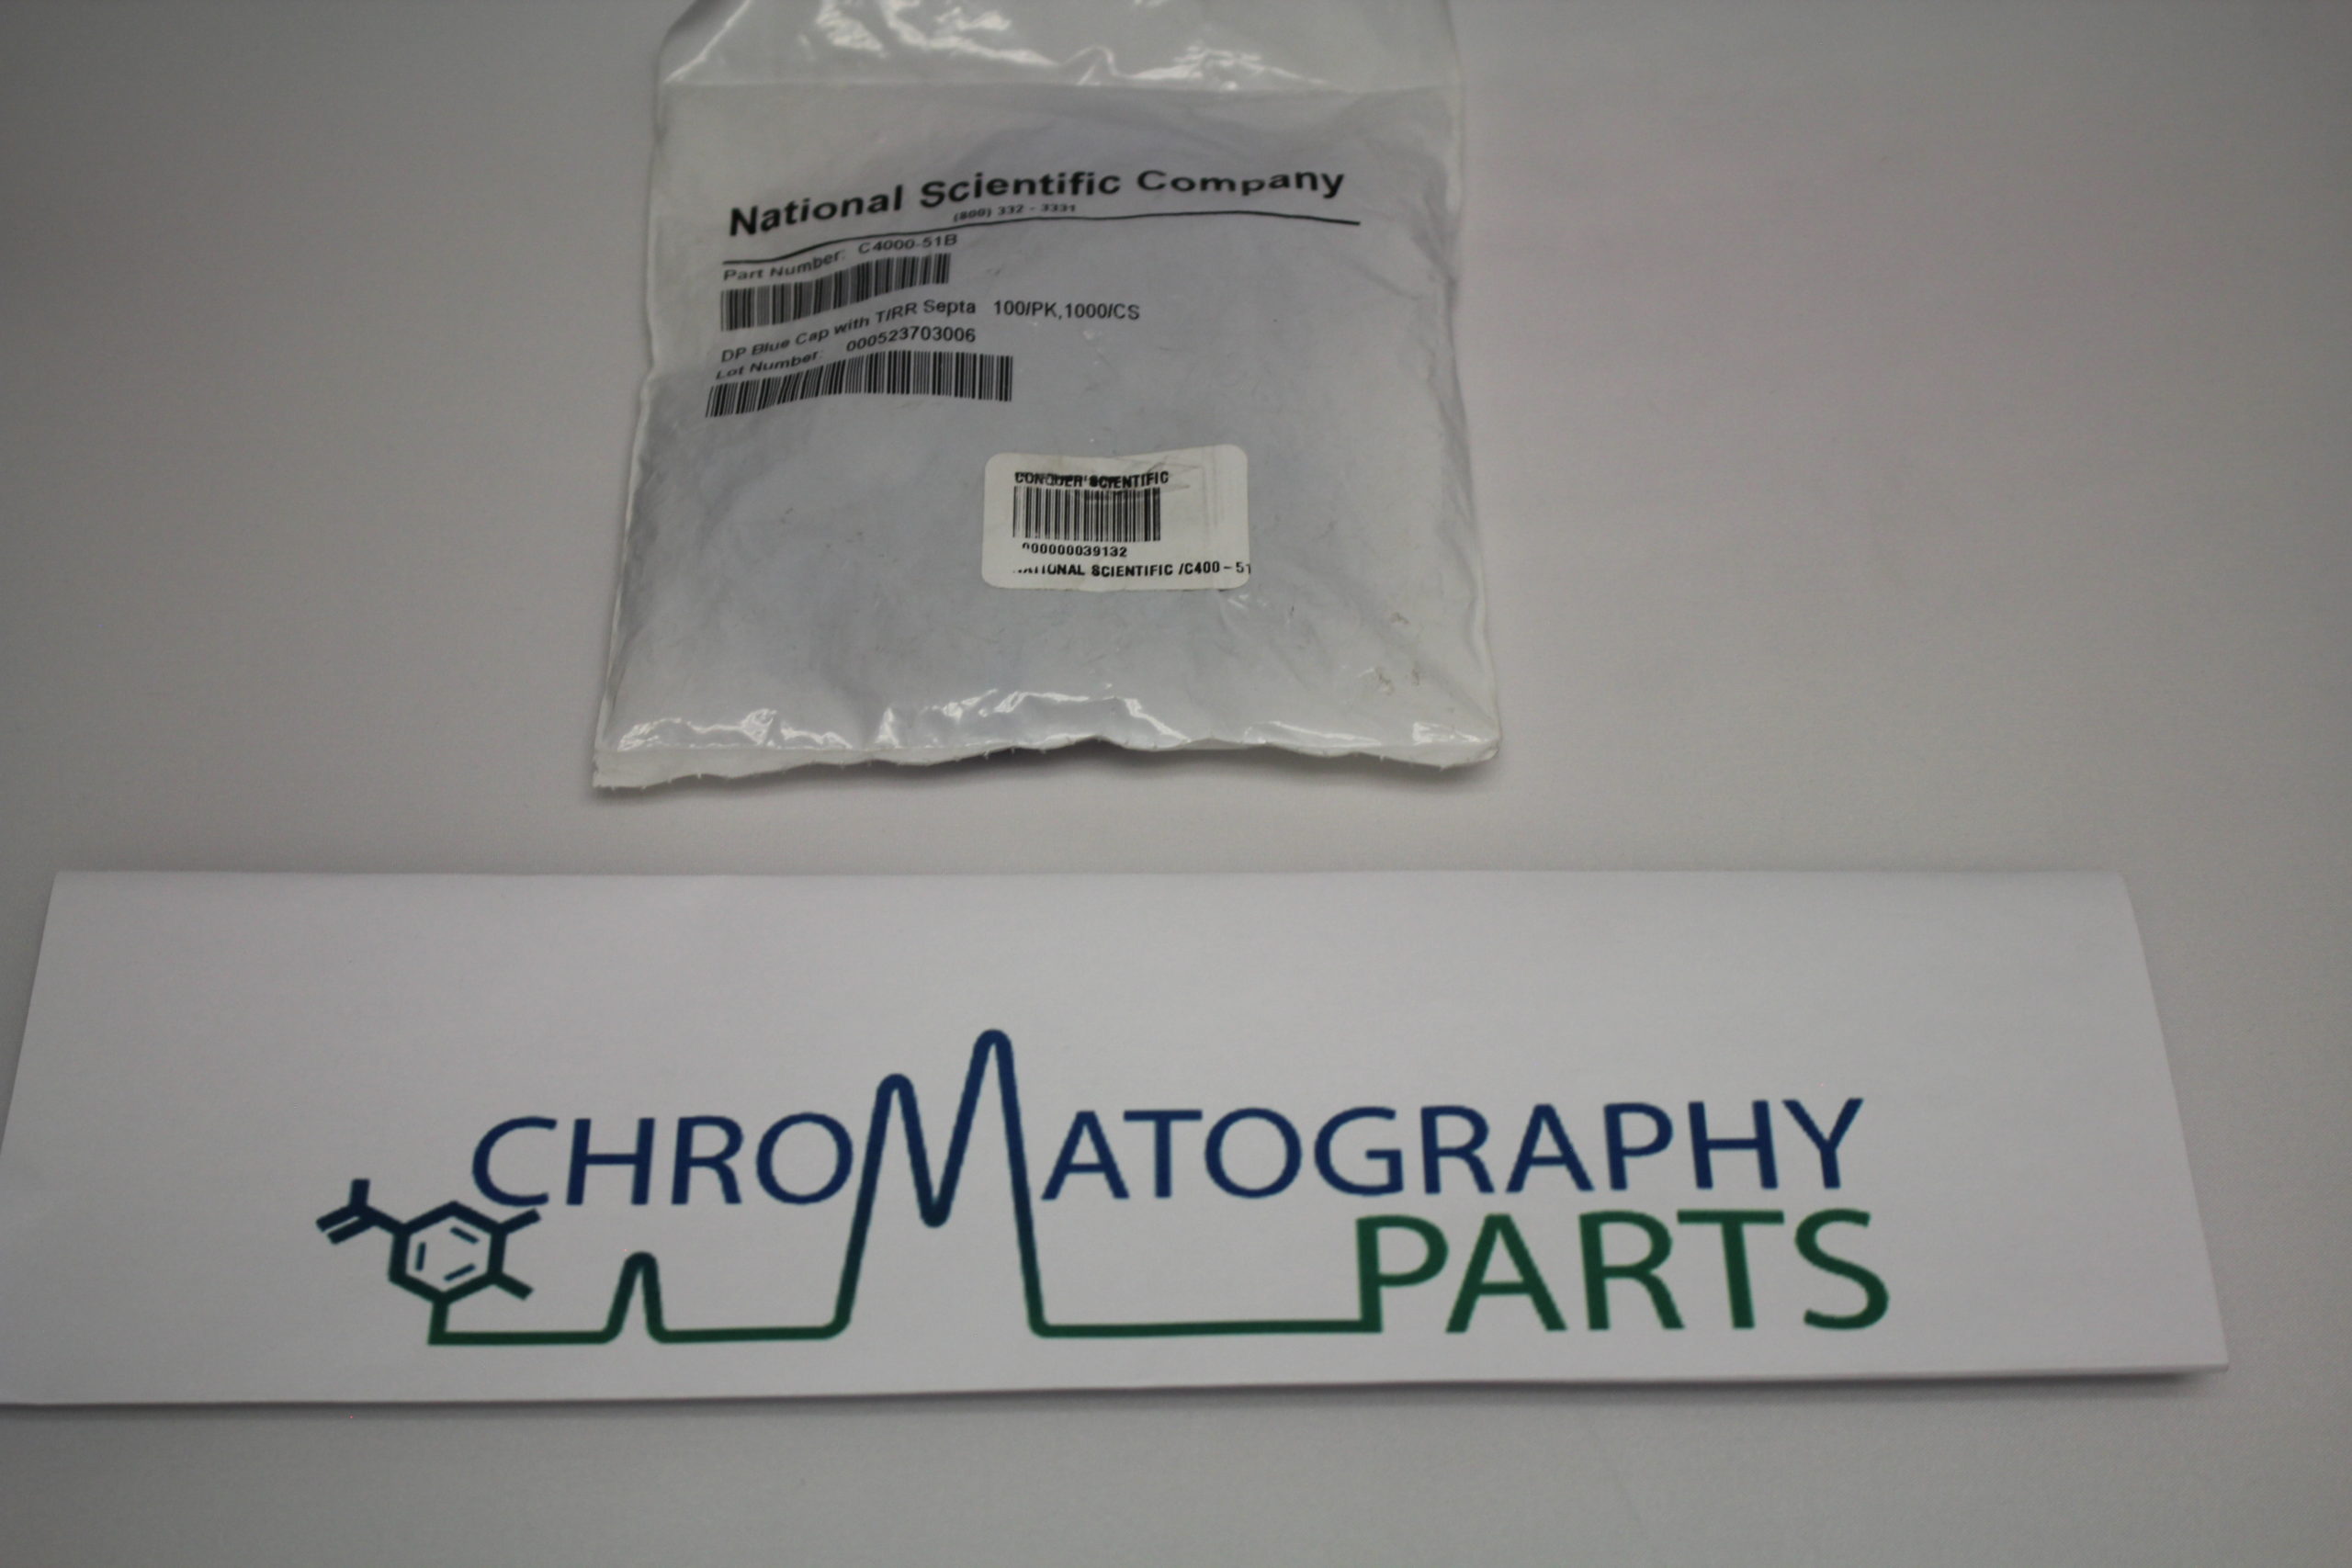 National Scientific Company
(800) 332 - 3331
Part Number: C4000-51B
DP Blue Cap with T/RR Septa 100/PK,1000/CS
Lot Number: 000523703006
CONQUER SCIENTIFIC
000000039132
NATIONAL SCIENTIFIC /C400-51
CHROMATOGRAPHY
PARTS